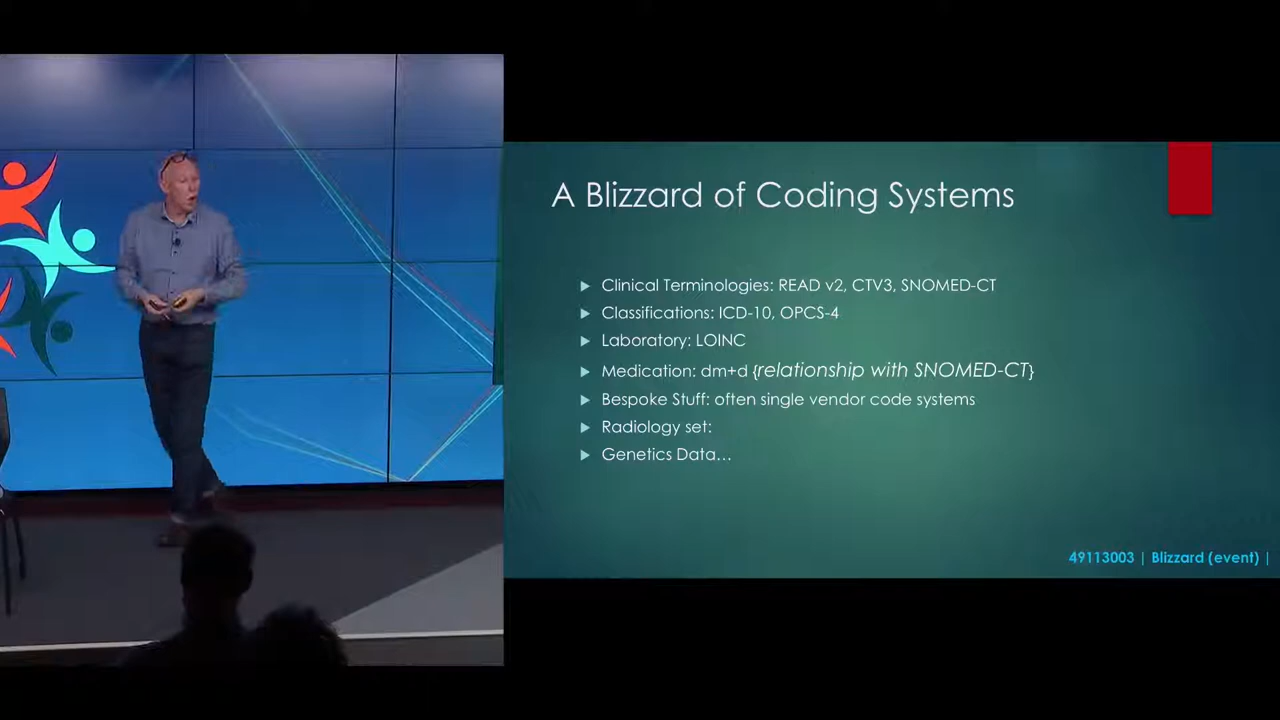 A Blizzard of Coding Systems
Clinical Terminologies: READ v2, CTV3, SNOMED-CT
Classifications: ICD-10, OPCS-4
Laboratory: LOINC
Medication: dm+d {relationship with SNOMED-CT}
Bespoke Stuff: often single vendor code systems
Radiology set:
Genetics Data…
49113003 | Blizzard (event) |